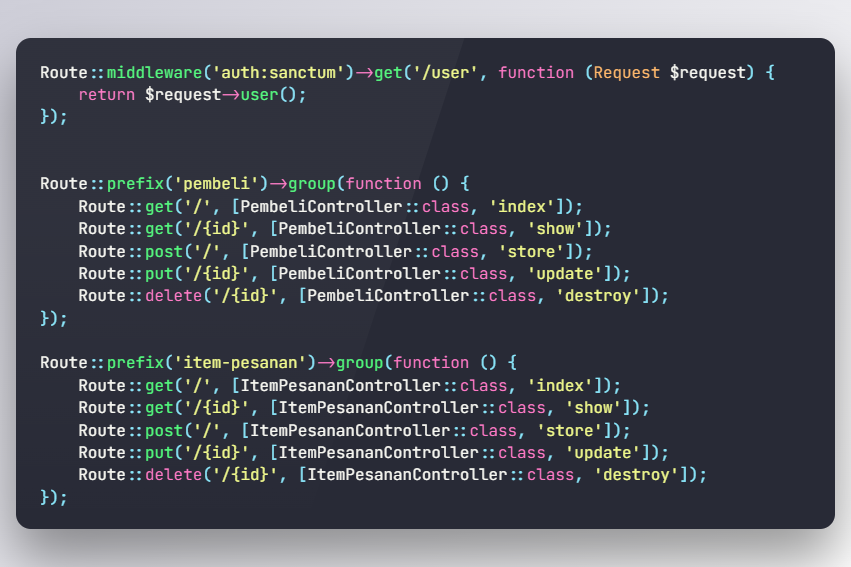 Route::middleware('auth:sanctum')->get('/user', function (Request $request) {
    return $request->user();
});
Route::prefix('pembeli')->group(function () {
    Route::get('/', [PembeliController::class, 'index']);
    Route::get('/{id}', [PembeliController::class, 'show']);
    Route::post('/', [PembeliController::class, 'store']);
    Route::put('/{id}', [PembeliController::class, 'update']);
    Route::delete('/{id}', [PembeliController::class, 'destroy']);
});
Route::prefix('item-pesanan')->group(function () {
    Route::get('/', [ItemPesananController::class, 'index']);
    Route::get('/{id}', [ItemPesananController::class, 'show']);
    Route::post('/', [ItemPesananController::class, 'store']);
    Route::put('/{id}', [ItemPesananController::class, 'update']);
    Route::delete('/{id}', [ItemPesananController::class, 'destroy']);
});